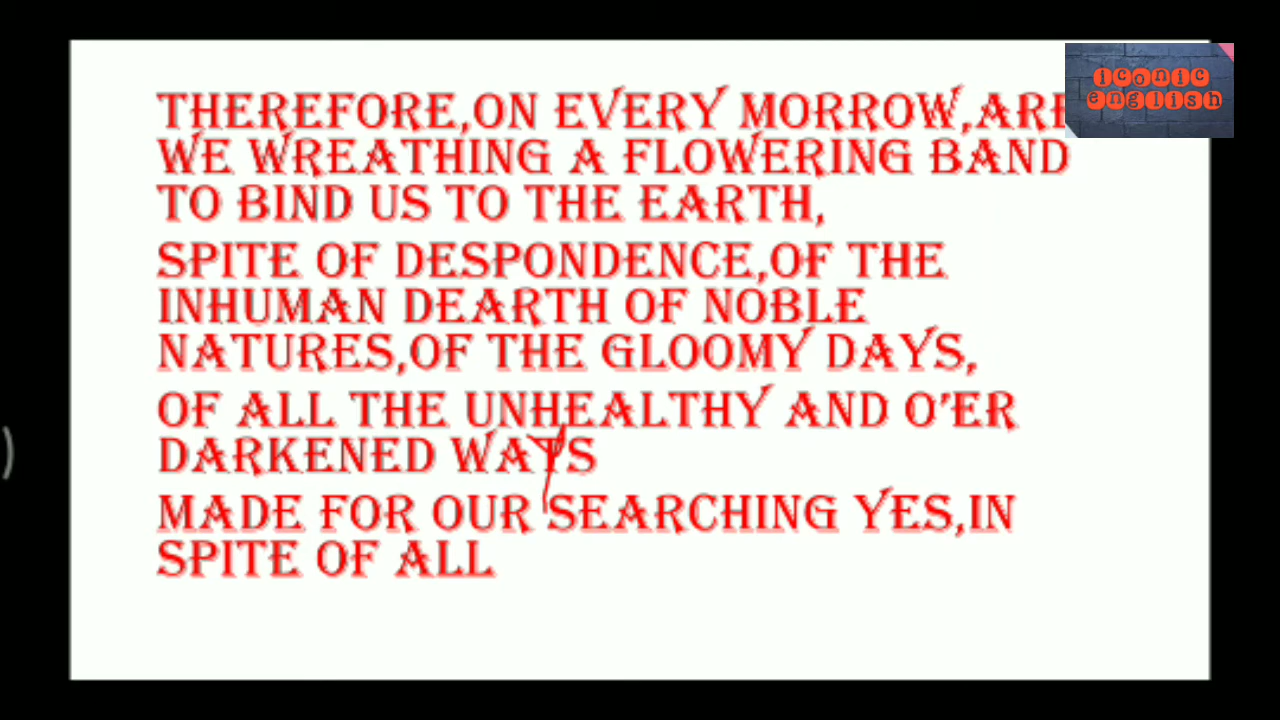 THEREFORE,ON EVERY MORROW,ARE
WE WREATHING A FLOWERING BAND
TO BIND US TO THE EARTH,
SPITE OF DESPONDENCE,OF THE
INHUMAN DEARTH OF NOBLE
NATURES,OF THE GLOOMY DAYS,
OF ALL THE UNHEALTHY AND O'ER
DARKENED WAYS
MADE FOR OUR SEARCHING YES,IN
SPITE OF ALL
iconic
english